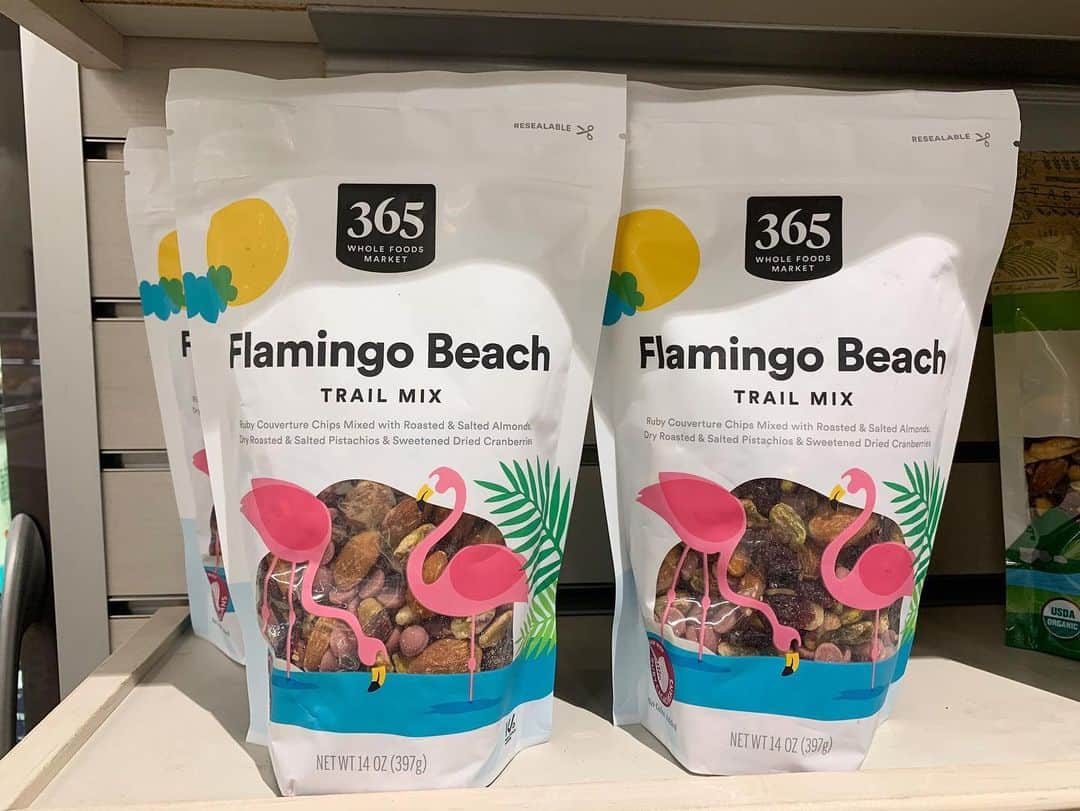 RESEALABLE
365
WHOLE FOODS
MARKET
Flamingo Beach
TRAIL MIX
Ruby Couverture Chips Mixed with Roasted & Salted Almonds,
Dry Roasted & Salted Pistachios & Sweetened Dried Cranberries
NET WT 14 OZ (397g)
RESEALABLE
365
WHOLE FOODS
MARKET
Flamingo Beach
TRAIL MIX
Ruby Couverture Chips Mixed with Roasted & Salted Almonds,
Dry Roasted & Salted Pistachios & Sweetened Dried Cranberries
NET WT 14 OZ (397g)
F
USDA
ORGANIC